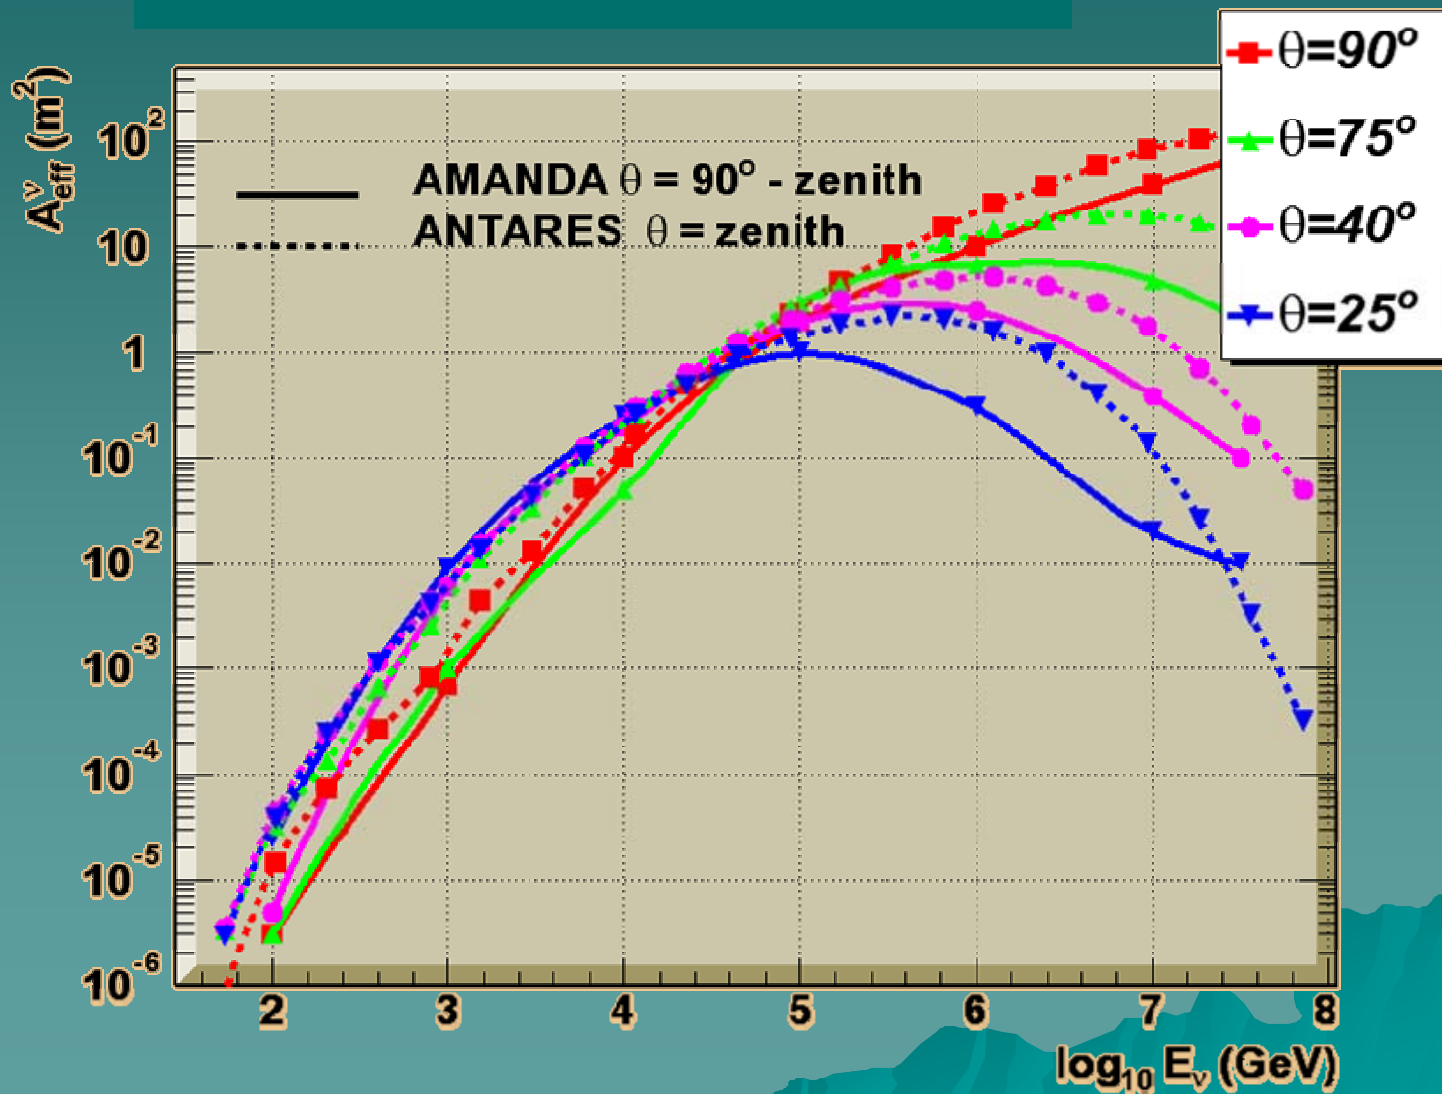 A^ν_eff (m²)
10²
10
1
10⁻¹
10⁻²
10⁻³
10⁻⁴
10⁻⁵
10⁻⁶
AMANDA θ = 90° - zenith
ANTARES θ = zenith
θ=90°
θ=75°
θ=40°
θ=25°
2 3 4 5 6 7 8
log₁₀ E_ν (GeV)